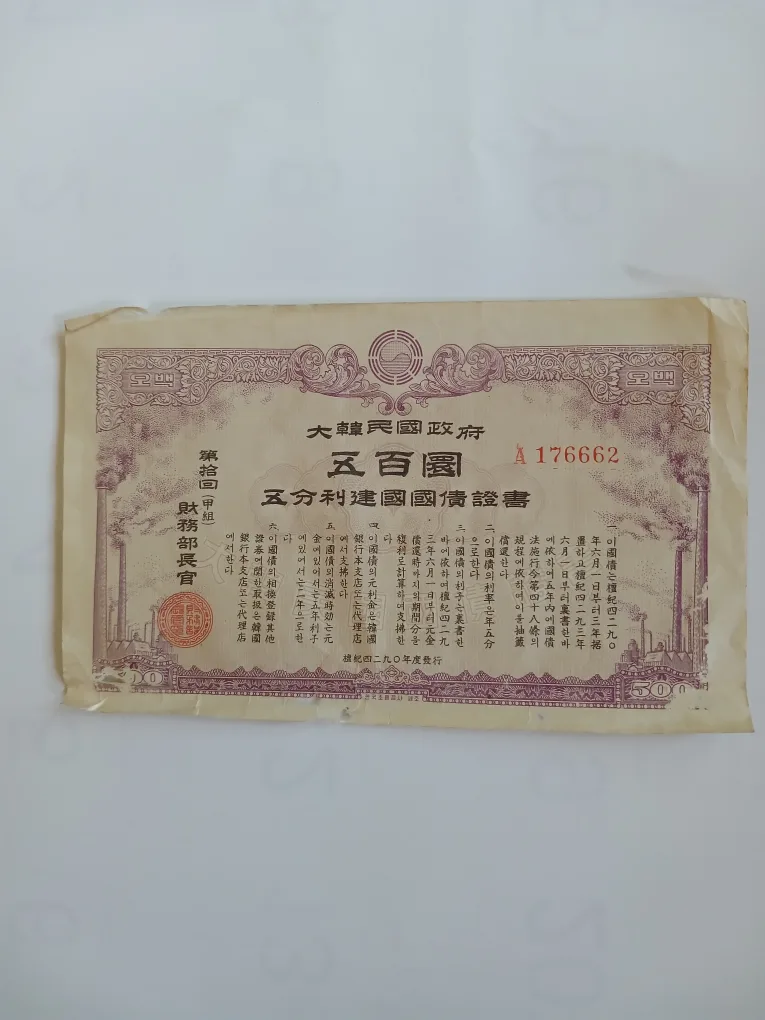 오백 오백
大韓民國政府
五百圜
A 176662
五分利建國國債證書
第拾回(甲組)
財務部長官
一、이國債는檀紀四二九〇
年六月一日부터三年据
置하고檀紀四二九三年
六月一日부터裏書한바
에依하여五年內에國債
法施行令第四十八條의
規程에依하여이를抽籤
償還한다
二、이國債의利率은年五分
으로한다
三、이國債의利子는裏書한
바에依하여檀紀四二九
三年六月一日부터元金
償還時까지의期間分을
複利로計算하여支拂한
다
四、이國債의元利金은韓國
銀行本支店또는代理店
에서支拂한다
五、이國債의消滅時効는元
金에있어서는五年利子
에있어서는二年으로한
다
六、이國債의相換登錄其他
證券에關한取扱은韓國
銀行本支店또는代理店
에서한다
檀紀四二九〇年度發行
500